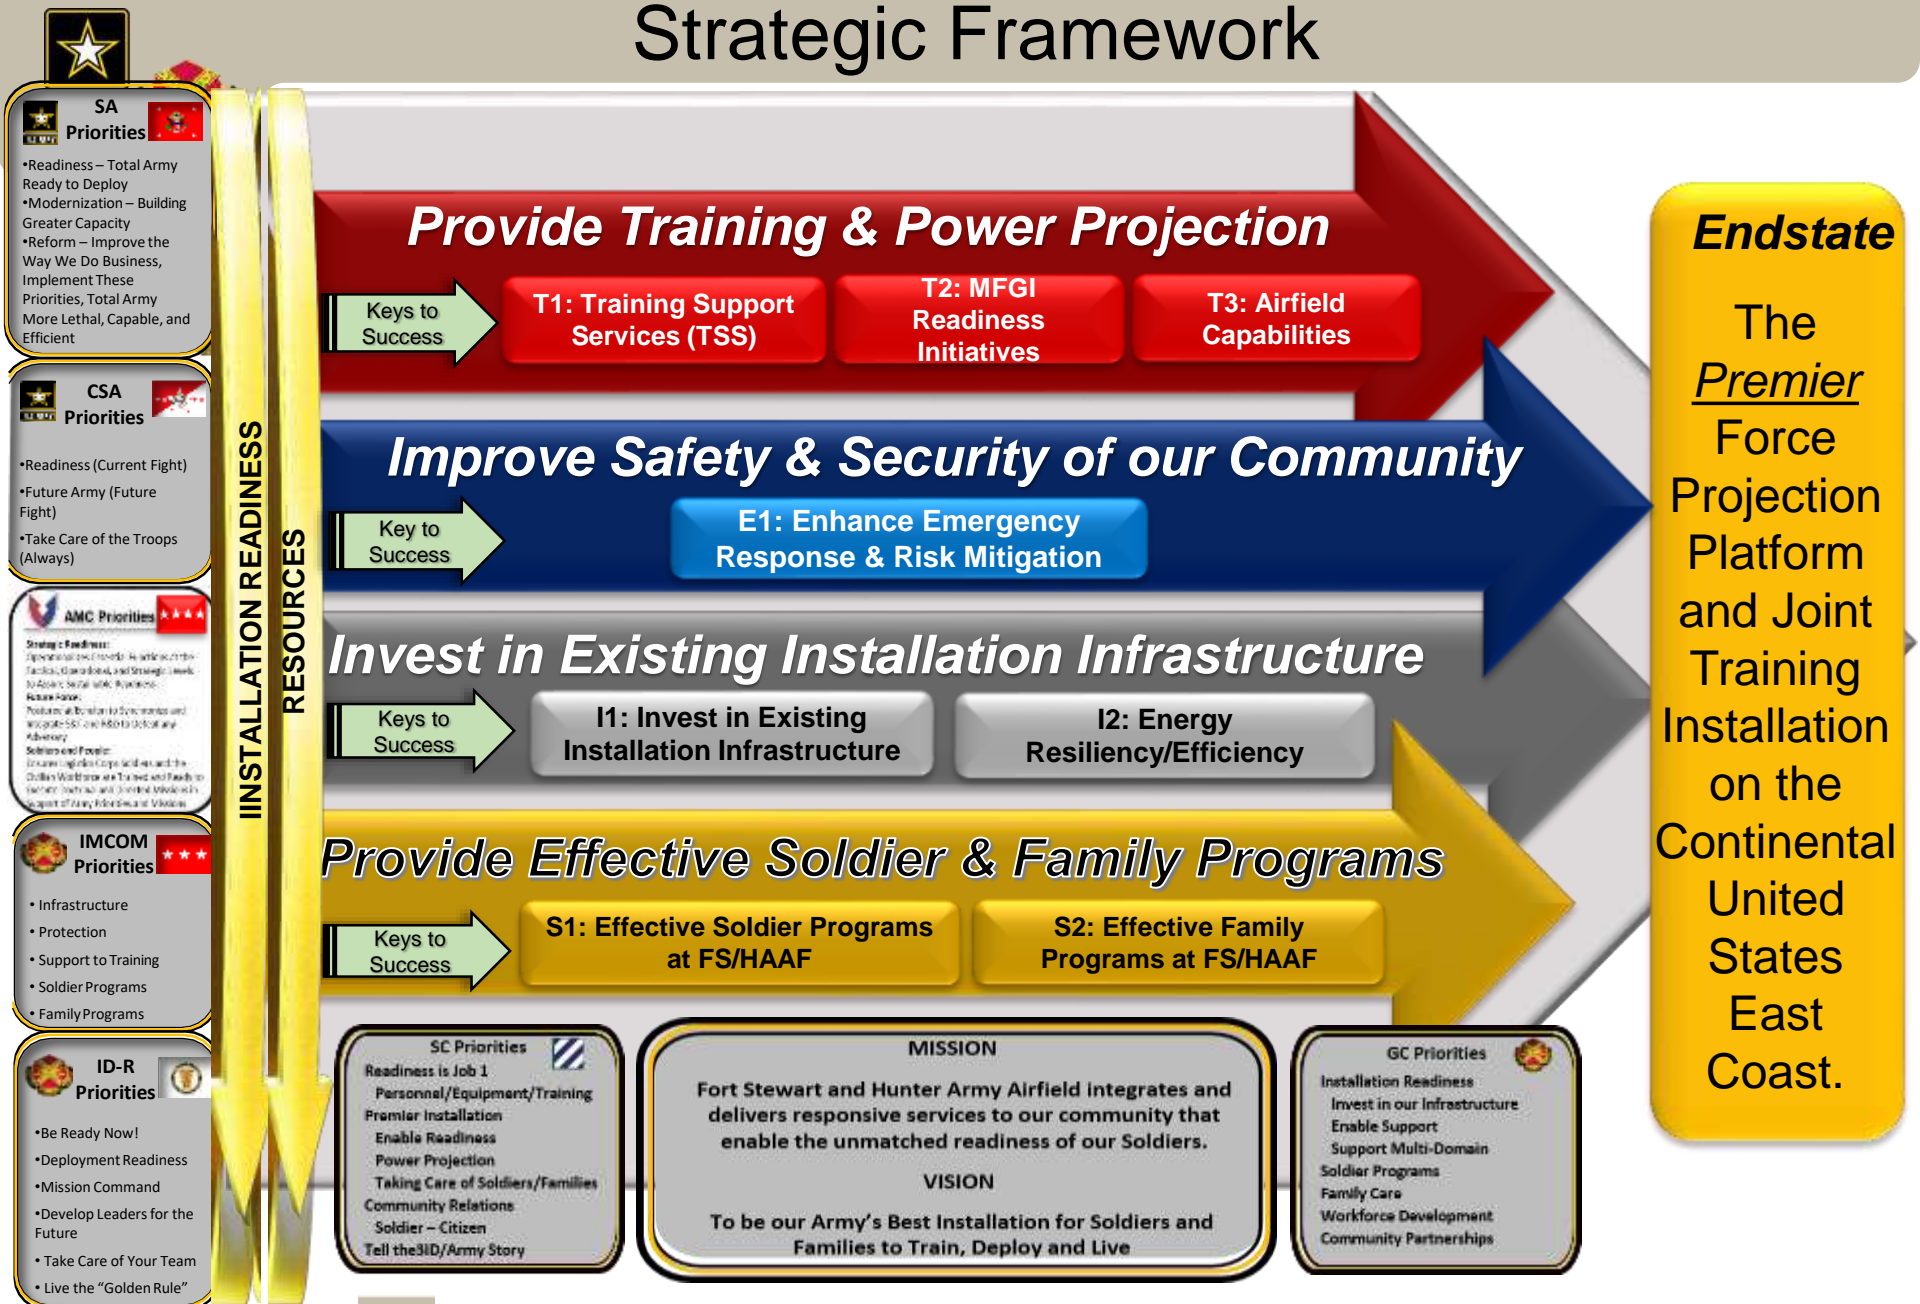 Strategic Framework
SA
Priorities
•Readiness – Total Army
Ready to Deploy
•Modernization – Building
Greater Capacity
•Reform – Improve the
Way We Do Business,
Implement These
Priorities, Total Army
More Lethal, Capable, and
Efficient
CSA
Priorities
•Readiness (Current Fight)
•Future Army (Future
Fight)
•Take Care of the Troops
(Always)
AMC Priorities
Strategic Readiness:
Future Force:
Soldiers and People:
Support of Army Priorities and Missions
IMCOM
Priorities
• Infrastructure
• Protection
• Support to Training
• Soldier Programs
• Family Programs
ID-R
Priorities
•Be Ready Now!
•Deployment Readiness
•Mission Command
•Develop Leaders for the
Future
• Take Care of Your Team
• Live the “Golden Rule”
IINSTALLATION READINESS
RESOURCES
Provide Training & Power Projection
Keys to
Success
T1: Training Support
Services (TSS)
T2: MFGI
Readiness
Initiatives
T3: Airfield
Capabilities
Improve Safety & Security of our Community
Key to
Success
E1: Enhance Emergency
Response & Risk Mitigation
Invest in Existing Installation Infrastructure
Keys to
Success
I1: Invest in Existing
Installation Infrastructure
I2: Energy
Resiliency/Efficiency
Provide Effective Soldier & Family Programs
Keys to
Success
S1: Effective Soldier Programs
at FS/HAAF
S2: Effective Family
Programs at FS/HAAF
SC Priorities
Readiness is Job 1
Personnel/Equipment/Training
Premier Installation
Enable Readiness
Power Projection
Taking Care of Soldiers/Families
Community Relations
Soldier – Citizen
Tell the3ID/Army Story
MISSION
Fort Stewart and Hunter Army Airfield integrates and
delivers responsive services to our community that
enable the unmatched readiness of our Soldiers.
VISION
To be our Army’s Best Installation for Soldiers and
Families to Train, Deploy and Live
GC Priorities
Installation Readiness
Invest in our Infrastructure
Enable Support
Support Multi-Domain
Soldier Programs
Family Care
Workforce Development
Community Partnerships
Endstate
The
Premier
Force
Projection
Platform
and Joint
Training
Installation
on the
Continental
United
States
East
Coast.